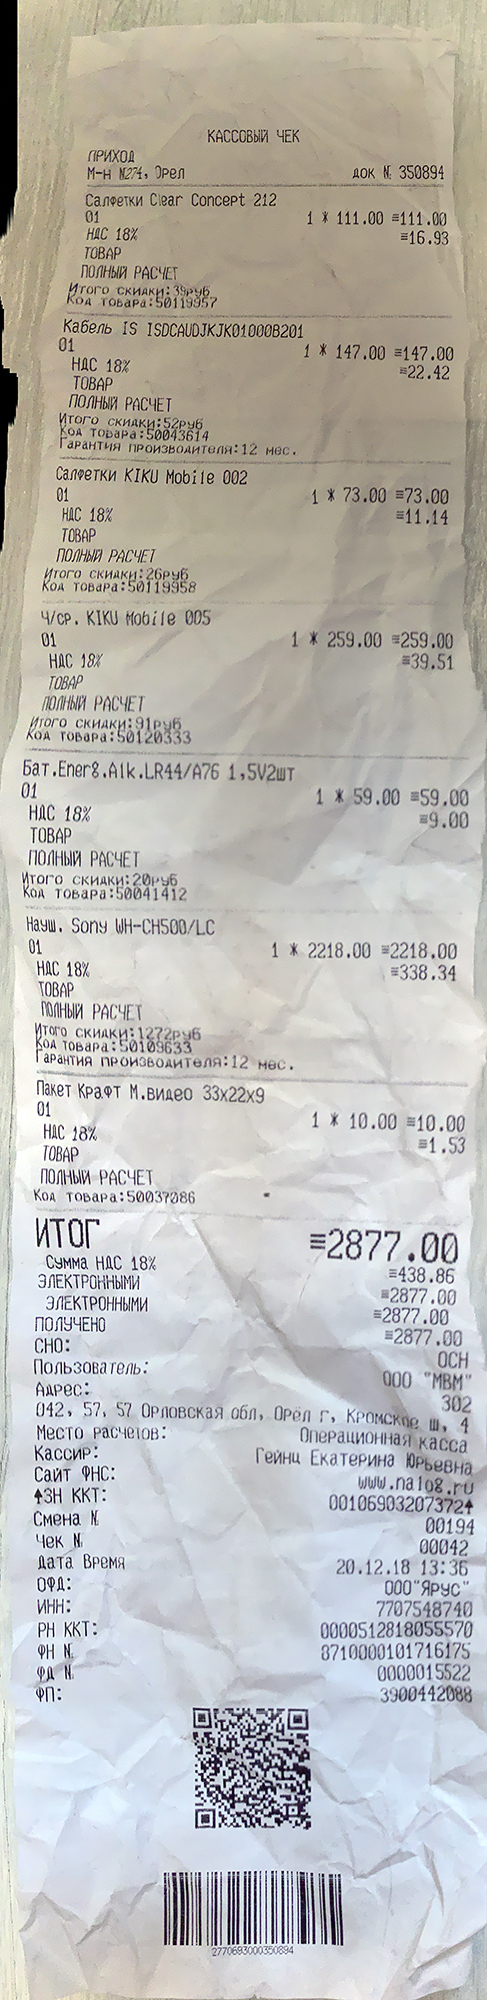 КАССОВЫЙ ЧЕК
ПРИХОД
М-н №274, Орел док № 350894
Салфетки Clear Concept 212
01 1 * 111.00 ≡111.00
НДС 18% ≡16.93
ТОВАР
ПОЛНЫЙ РАСЧЕТ
Итого скидки:39руб
Код товара:50119957
Кабель IS ISDCAUDJKJK01000B201
01 1 * 147.00 ≡147.00
НДС 18% ≡22.42
ТОВАР
ПОЛНЫЙ РАСЧЕТ
Итого скидки:52руб
Код товара:50043614
Гарантия производителя:12 мес.
Салфетки KIKU Mobile 002
01 1 * 73.00 ≡73.00
НДС 18% ≡11.14
ТОВАР
ПОЛНЫЙ РАСЧЕТ
Итого скидки:26руб
Код товара:50119958
Ч/ср. KIKU Mobile 005
01 1 * 259.00 ≡259.00
НДС 18% ≡39.51
ТОВАР
ПОЛНЫЙ РАСЧЕТ
Итого скидки:91руб
Код товара:50120333
Бат.Energ.Alk.LR44/A76 1,5V2шт
01 1 * 59.00 ≡59.00
НДС 18% ≡9.00
ТОВАР
ПОЛНЫЙ РАСЧЕТ
Итого скидки:20руб
Код товара:50041412
Науш. Sony WH-CH500/LC
01 1 * 2218.00 ≡2218.00
НДС 18% ≡338.34
ТОВАР
ПОЛНЫЙ РАСЧЕТ
Итого скидки:1272руб
Код товара:50109633
Гарантия производителя:12 мес.
Пакет Крафт М.видео 33x22x9
01 1 * 10.00 ≡10.00
НДС 18% ≡1.53
ТОВАР
ПОЛНЫЙ РАСЧЕТ
Код товара:50037086
ИТОГ ≡2877.00
Сумма НДС 18% ≡438.86
ЭЛЕКТРОННЫМИ ≡2877.00
ЭЛЕКТРОННЫМИ ≡2877.00
ПОЛУЧЕНО ≡2877.00
СНО: ОСН
Пользователь: ООО "МВМ"
Адрес: 302
042, 57, 57 Орловская обл, Орёл г, Кромское ш, 4
Место расчетов: Операционная касса
Кассир: Гейнц Екатерина Юрьевна
Сайт ФНС: www.nalog.ru
↑ЗН ККТ: 00106903207372↑
Смена № 00194
Чек № 00042
Дата Время 20.12.18 13:36
ОФД: ООО"Ярус"
ИНН: 7707548740
РН ККТ: 0000512818055570
ФН № 8710000101716175
ФД № 0000015522
ФП: 3900442088
2770693000350894